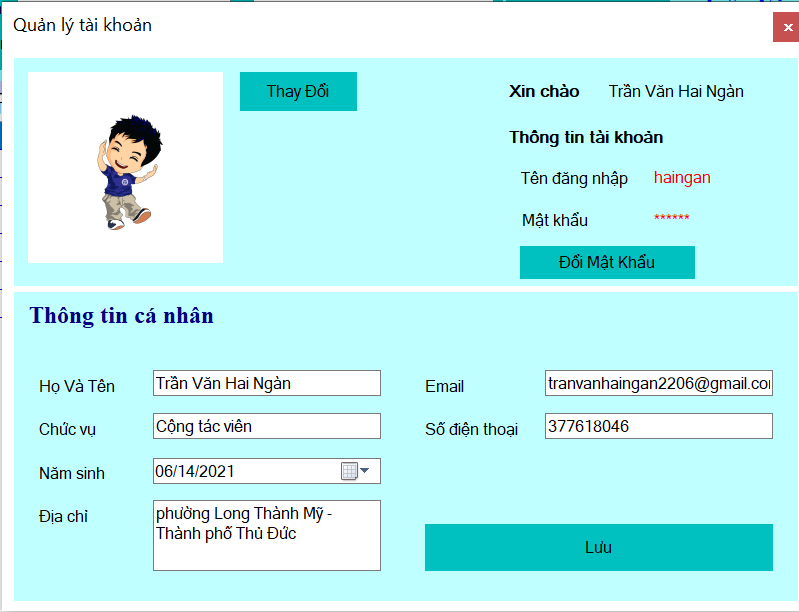 Quản lý tài khoản
Thay Đổi
Xin chào Trần Văn Hai Ngàn
Thông tin tài khoản
Tên đăng nhập haingan
Mật khẩu ******
Đổi Mật Khẩu
Thông tin cá nhân
Họ Và Tên Trần Văn Hai Ngàn
Chức vụ Cộng tác viên
Năm sinh 06/14/2021
Địa chỉ phường Long Thành Mỹ -
Thành phố Thủ Đức
Email tranvanhaingan2206@gmail.com
Số điện thoại 377618046
Lưu